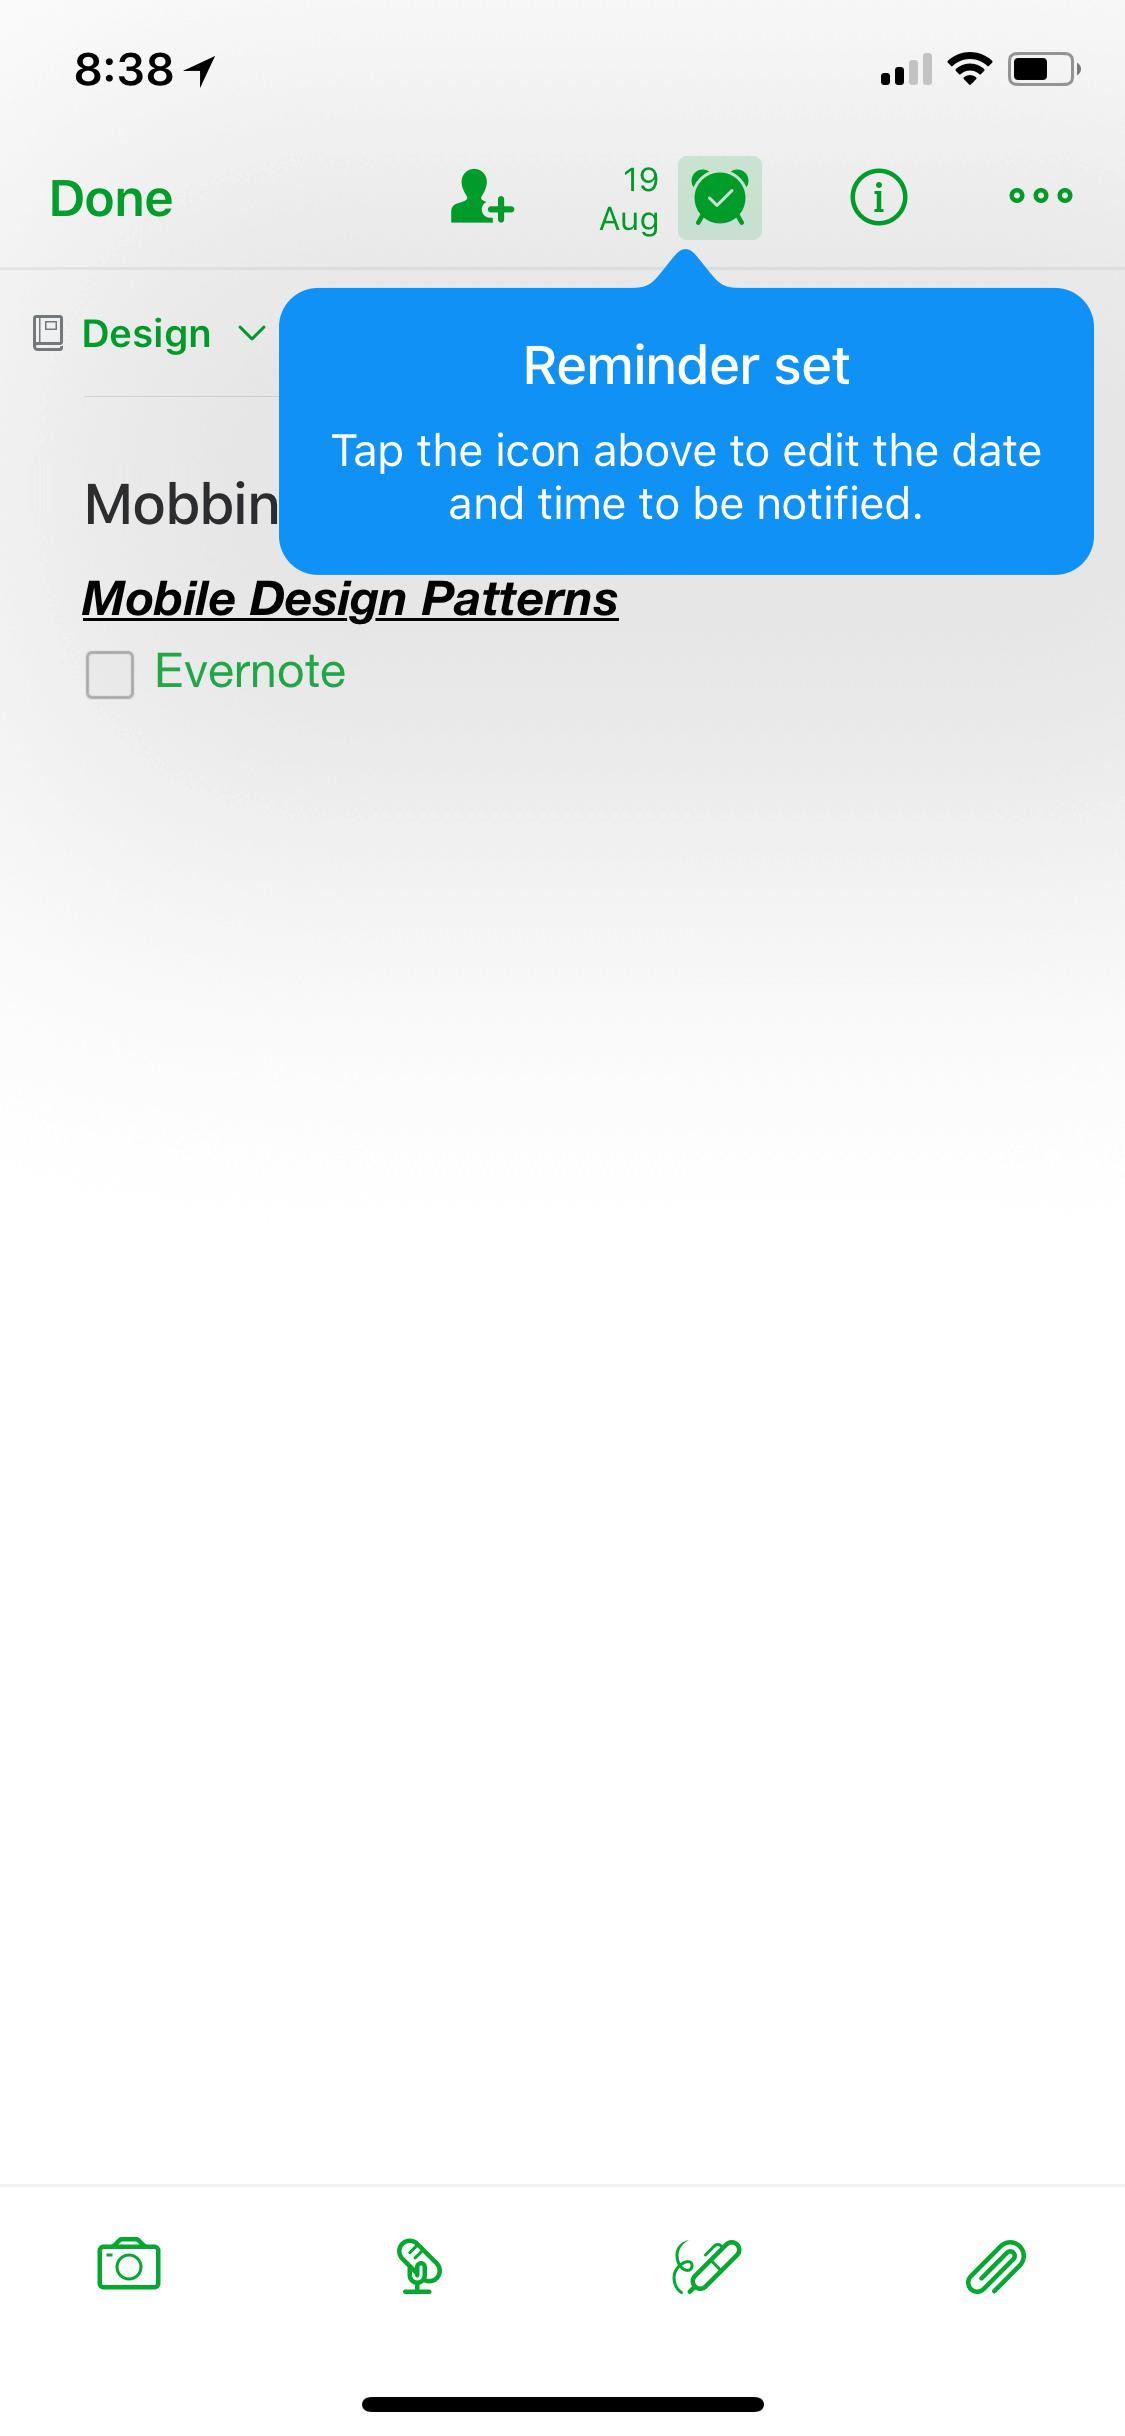 8:38
Done
19
Aug
Design
Reminder set
Tap the icon above to edit the date
and time to be notified.
Mobbin
Mobile Design Patterns
Evernote